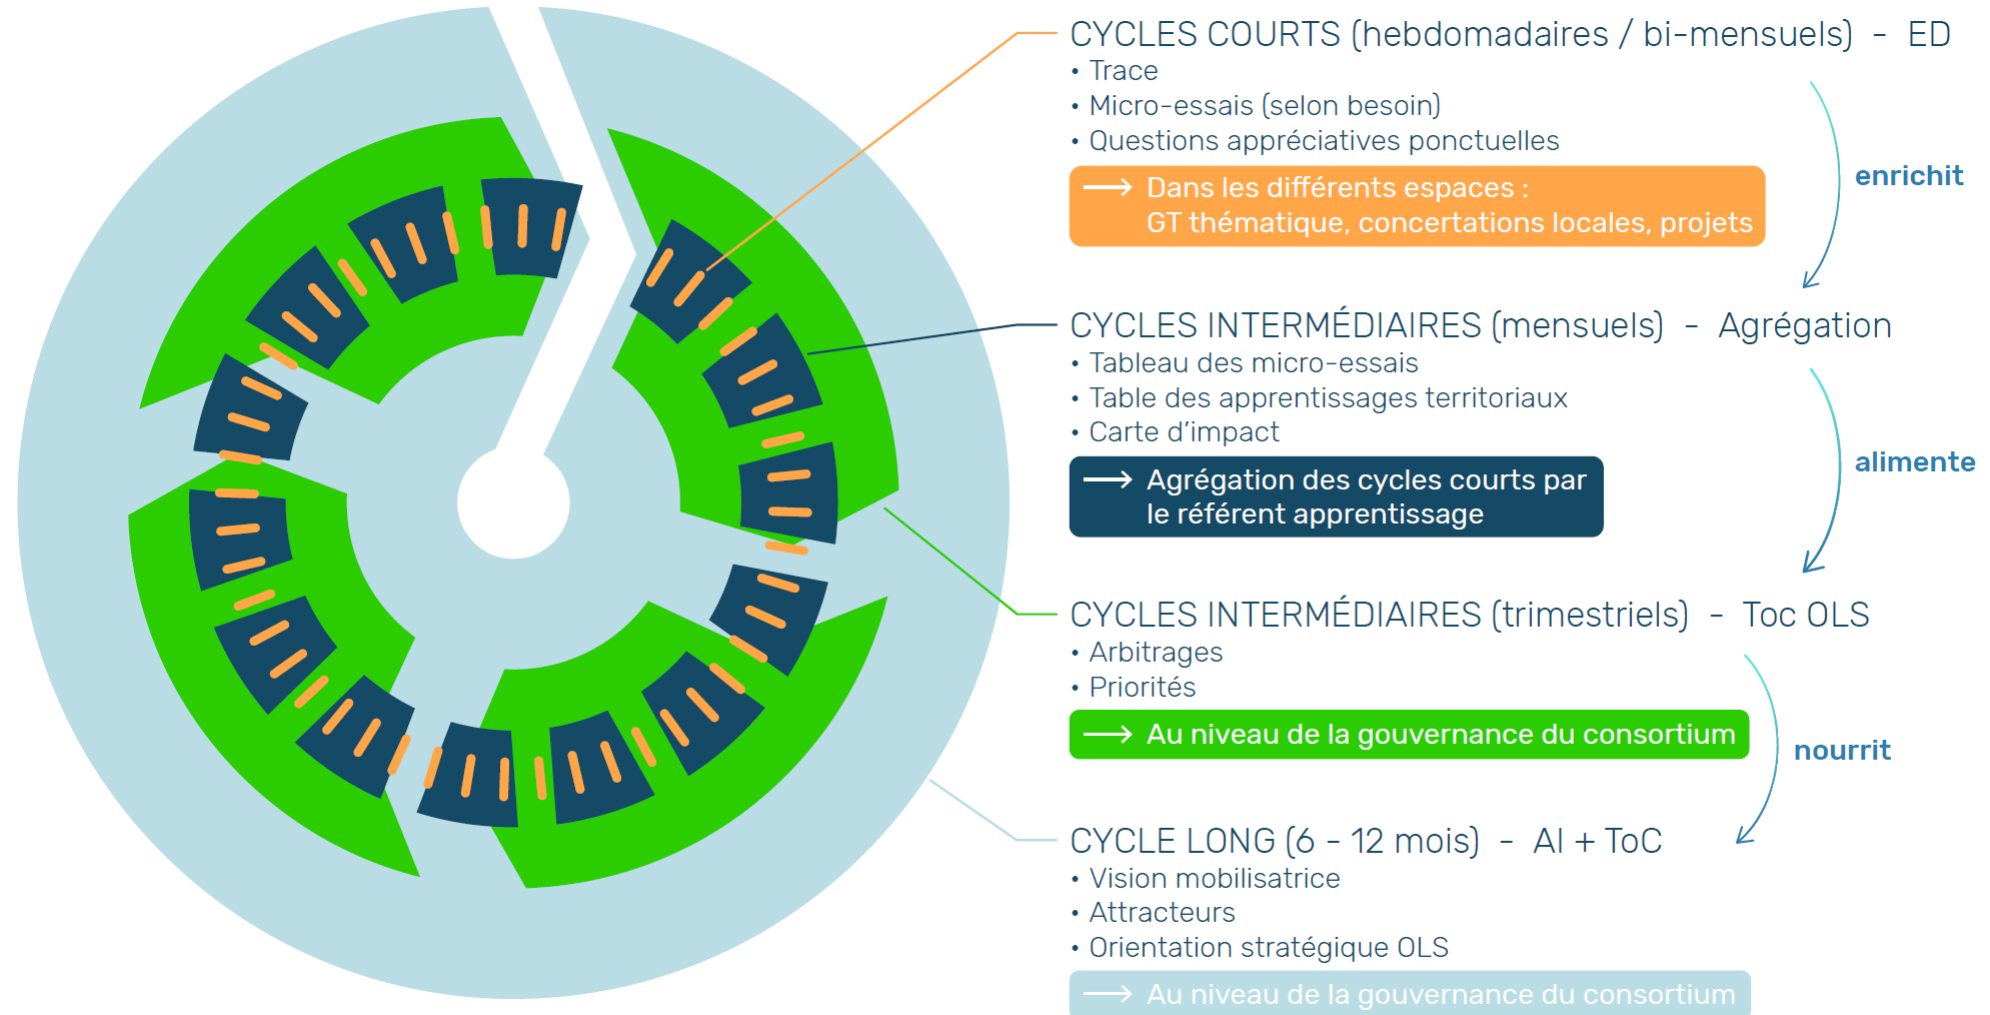 CYCLES COURTS (hebdomadaires / bi-mensuels) - ED
• Trace
• Micro-essais (selon besoin)
• Questions appréciatives ponctuelles
→ Dans les différents espaces :
GT thématique, concertations locales, projets
enrichit
CYCLES INTERMÉDIAIRES (mensuels) - Agrégation
• Tableau des micro-essais
• Table des apprentissages territoriaux
• Carte d'impact
→ Agrégation des cycles courts par
le référent apprentissage
alimente
CYCLES INTERMÉDIAIRES (trimestriels) - Toc OLS
• Arbitrages
• Priorités
→ Au niveau de la gouvernance du consortium
nourrit
CYCLE LONG (6 - 12 mois) - AI + ToC
• Vision mobilisatrice
• Attracteurs
• Orientation stratégique OLS
→ Au niveau de la gouvernance du consortium